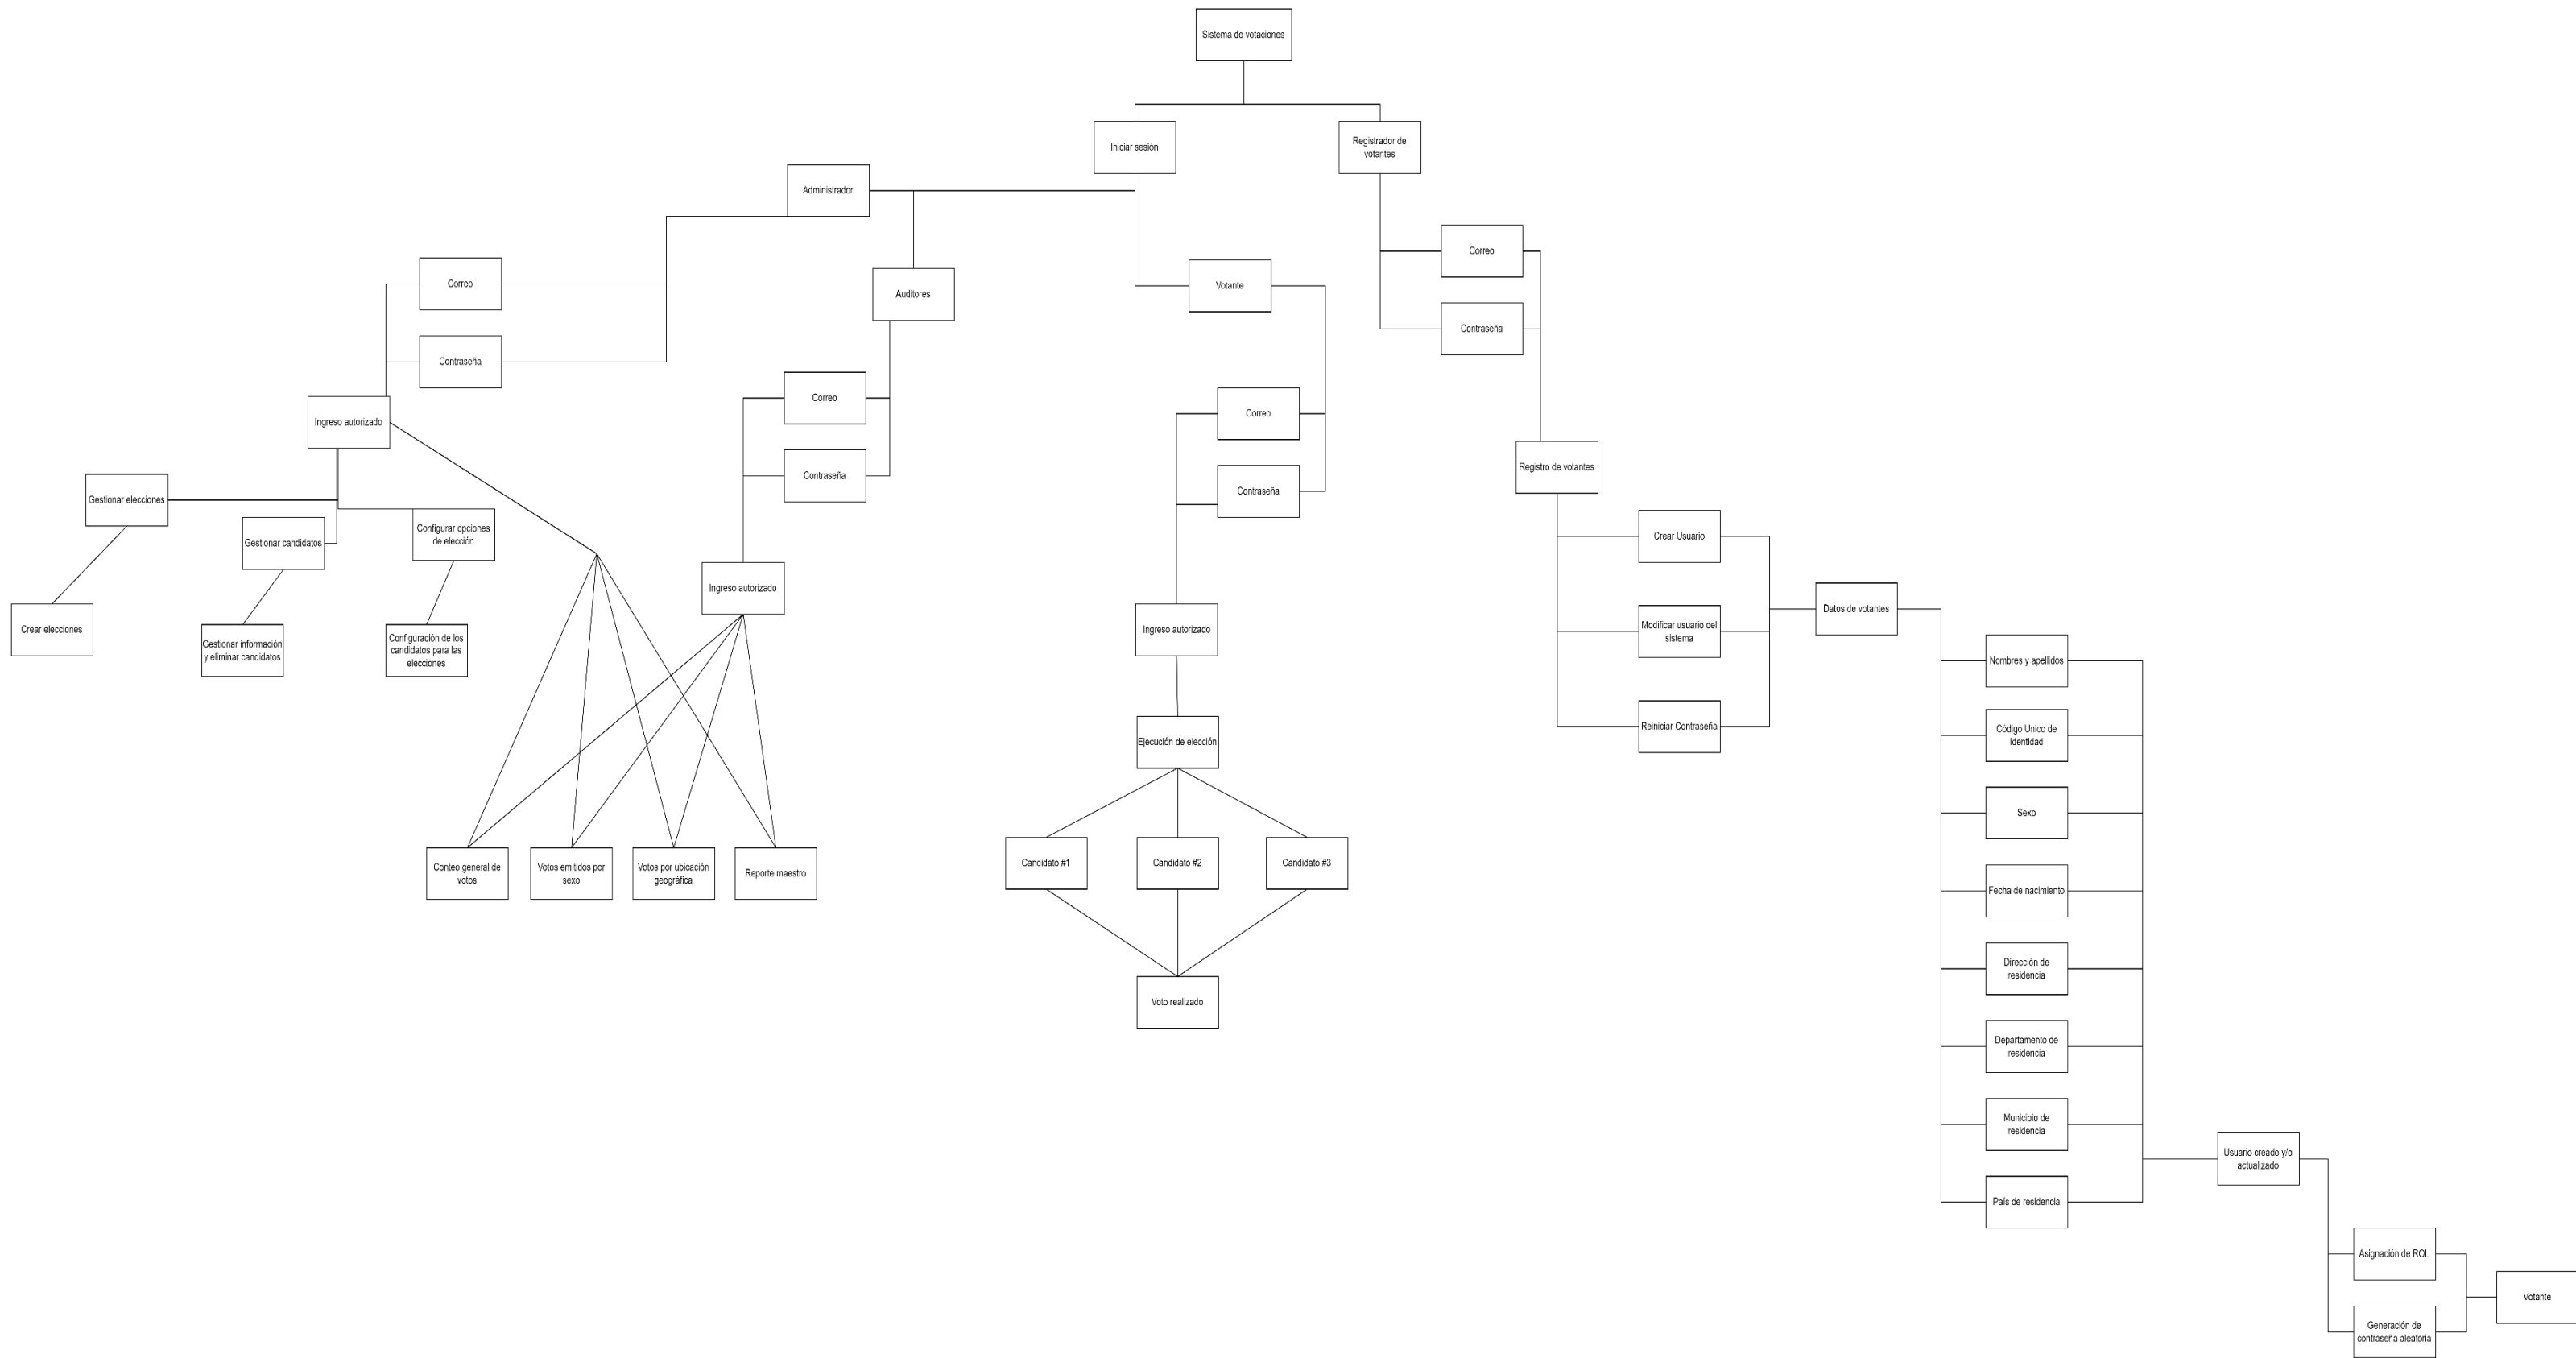 Sistema de votaciones
Iniciar sesión
Registrador de
votantes
Administrador
Correo
Contraseña
Auditores
Votante
Correo
Contraseña
Correo
Contraseña
Correo
Contraseña
Ingreso autorizado
Registro de votantes
Gestionar elecciones
Gestionar candidatos
Configurar opciones
de elección
Crear elecciones
Gestionar información
y eliminar candidatos
Configuración de los
candidatos para las
elecciones
Ingreso autorizado
Ingreso autorizado
Crear Usuario
Modificar usuario del
sistema
Reiniciar Contraseña
Datos de votantes
Ejecución de elección
Candidato #1
Candidato #2
Candidato #3
Voto realizado
Conteo general de
votos
Votos emitidos por
sexo
Votos por ubicación
geográfica
Reporte maestro
Nombres y apellidos
Código Unico de
Identidad
Sexo
Fecha de nacimiento
Dirección de
residencia
Departamento de
residencia
Municipio de
residencia
País de residencia
Usuario creado y/o
actualizado
Asignación de ROL
Generación de
contraseña aleatoria
Votante